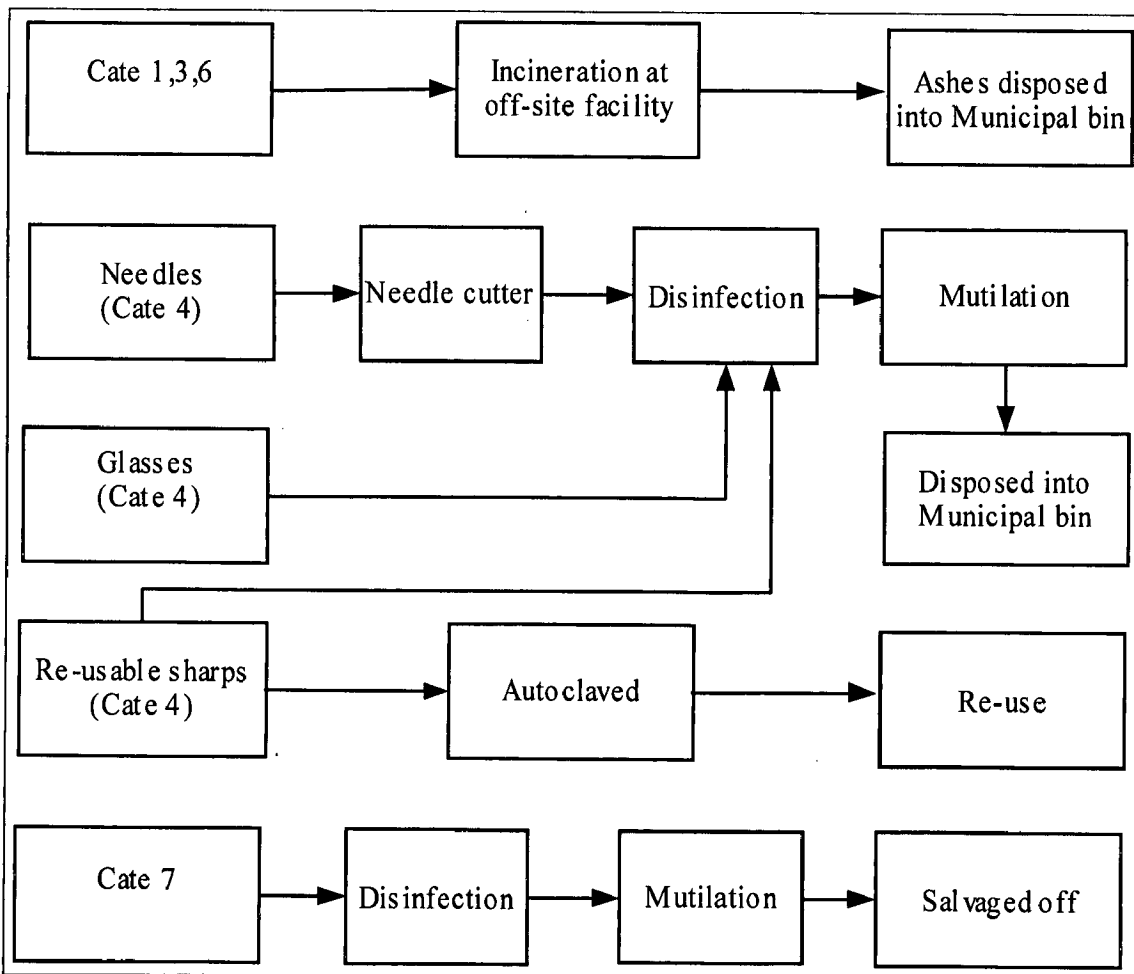 Cate 1,3,6
Incineration at
off-site facility
Ashes disposed
into Municipal bin
Needles
(Cate 4)
Needle cutter
Disinfection
Mutilation
Glasses
(Cate 4)
Disposed into
Municipal bin
Re-usable sharps
(Cate 4)
Autoclaved
Re-use
Cate 7
Disinfection
Mutilation
Salvaged off